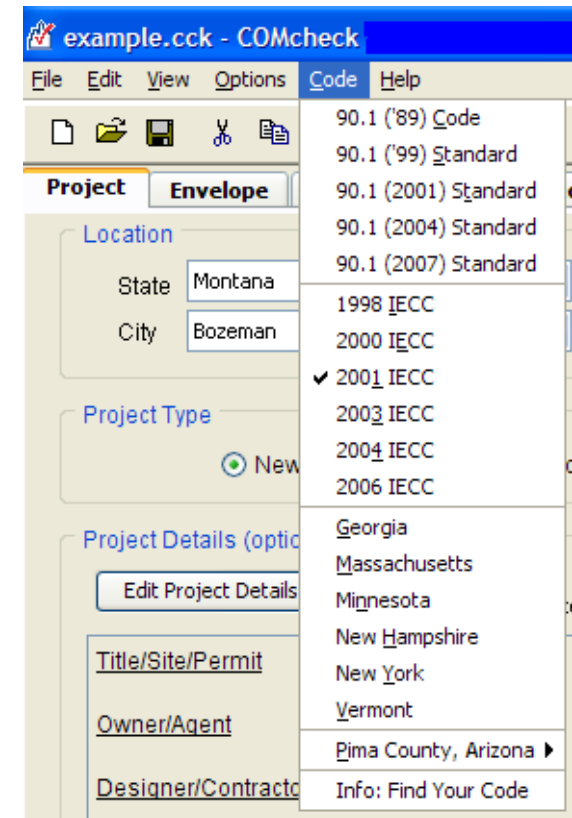 example.cck - COMcheck
File Edit View Options Code Help
Project Envelope
Location
State Montana
City Bozeman
Project Type
New
Project Details (optio
Edit Project Details
Title/Site/Permit
Owner/Agent
Designer/Contracto
90.1 ('89) Code
90.1 ('99) Standard
90.1 (2001) Standard
90.1 (2004) Standard
90.1 (2007) Standard
1998 IECC
2000 IECC
2001 IECC
2003 IECC
2004 IECC
2006 IECC
Georgia
Massachusetts
Minnesota
New Hampshire
New York
Vermont
Pima County, Arizona
Info: Find Your Code